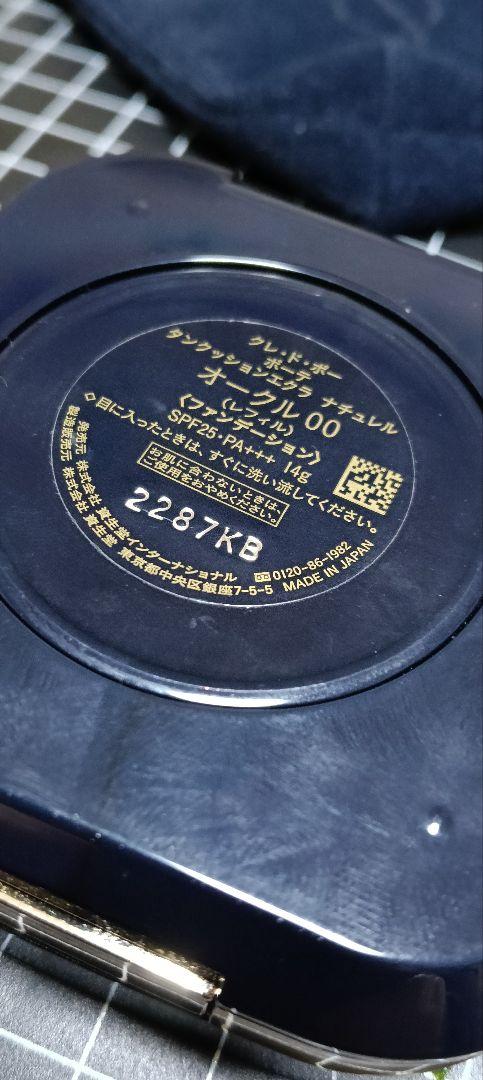 クレ・ド・ポー
ボーテ
タンクッションエクラ ナチュレル
オークル00
〈レフィル〉
〈ファンデーション〉
SPF25・PA+++ 14g
◇目に入ったときは、すぐに洗い流してください。
お肌に合わないときは、
ご使用をおやめください。
2287KB
発売元 株式会社 資生堂インターナショナル 0120-86-1982
製造販売元 株式会社 資生堂 東京都中央区銀座7-5-5 MADE IN JAPAN